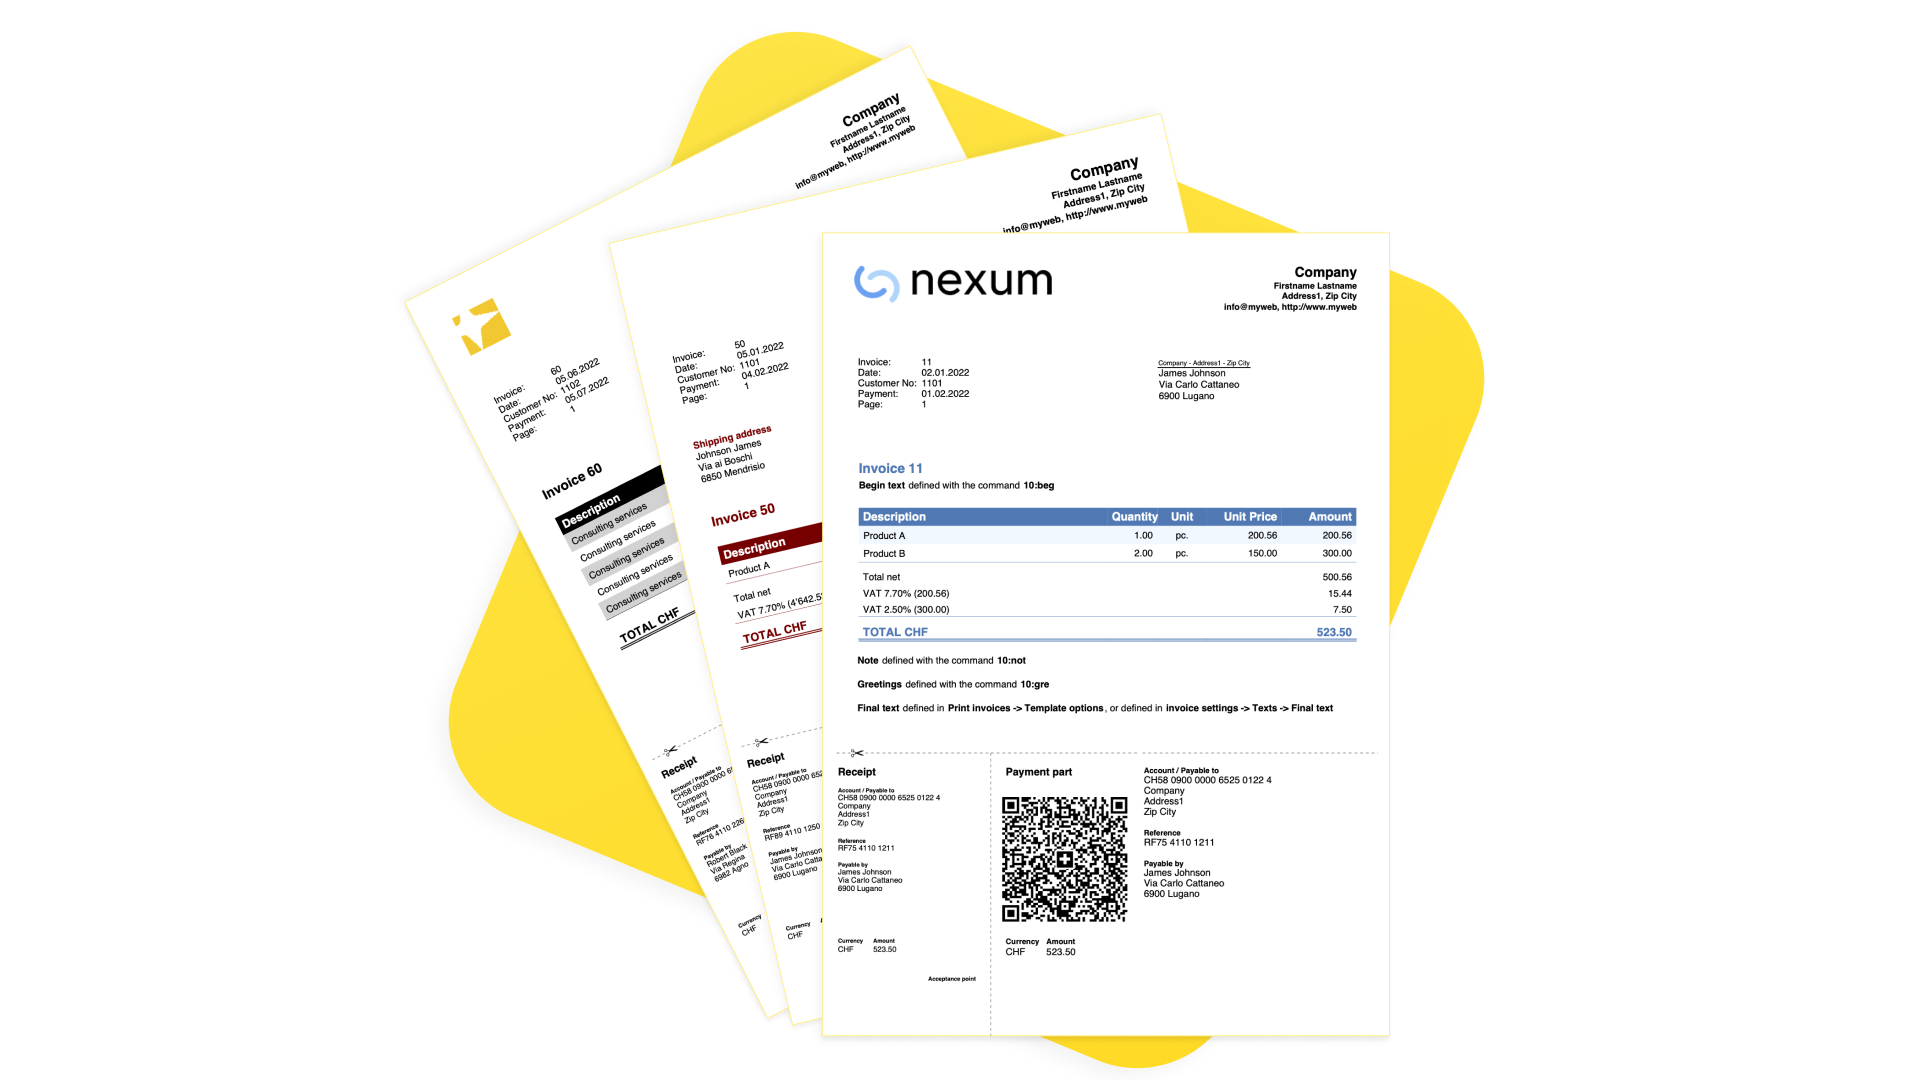 Company
Firstname Lastname
Address1, Zip City
info@myweb, http://www.myweb
Invoice: 60
Date: 05.06.2022
Customer No: 1102
Payment: 05.07.2022
Page: 1
Invoice 60
Description
Consulting services
Consulting services
Consulting services
Consulting services
Consulting services
TOTAL CHF
Receipt
Account / Payable to
CH58 0900 0000
Company
Address1
Zip City
Reference
RF76 4110
Payable by
Robert Black
Via Regina
6982 Agno
Currency
CHF
Company
Firstname Lastname
Address1, Zip City
info@myweb, http://www.myweb
Invoice: 50
Date: 05.01.2022
Customer No: 1101
Payment: 04.02.2022
Page: 1
Shipping address
Johnson James
Via ai Boschi
6850 Mendrisio
Invoice 50
Description
Product A
Total net
VAT 7.70% (4'642.5
TOTAL CHF
Receipt
Account / Payable to
CH58 0900 0000 652
Company
Address1
Zip City
Reference
RF89 4110 1250
Payable by
James Johnson
Via Carlo Catta
6900 Lugano
Currency
CHF
nexum
Company
Firstname Lastname
Address1, Zip City
info@myweb, http://www.myweb
Invoice: 11
Date: 02.01.2022
Customer No: 1101
Payment: 01.02.2022
Page: 1
Company - Address1 - Zip City
James Johnson
Via Carlo Cattaneo
6900 Lugano
Invoice 11
Begin text defined with the command 10:beg
Description Quantity Unit Unit Price Amount
Product A 1.00 pc. 200.56 200.56
Product B 2.00 pc. 150.00 300.00
Total net 500.56
VAT 7.70% (200.56) 15.44
VAT 2.50% (300.00) 7.50
TOTAL CHF 523.50
Note defined with the command 10:not
Greetings defined with the command 10:gre
Final text defined in Print invoices -> Template options, or defined in invoice settings -> Texts -> Final text
Receipt
Account / Payable to
CH58 0900 0000 6525 0122 4
Company
Address1
Zip City
Reference
RF75 4110 1211
Payable by
James Johnson
Via Carlo Cattaneo
6900 Lugano
Currency Amount
CHF 523.50
Acceptance point
Payment part
Currency Amount
CHF 523.50
Account / Payable to
CH58 0900 0000 6525 0122 4
Company
Address1
Zip City
Reference
RF75 4110 1211
Payable by
James Johnson
Via Carlo Cattaneo
6900 Lugano